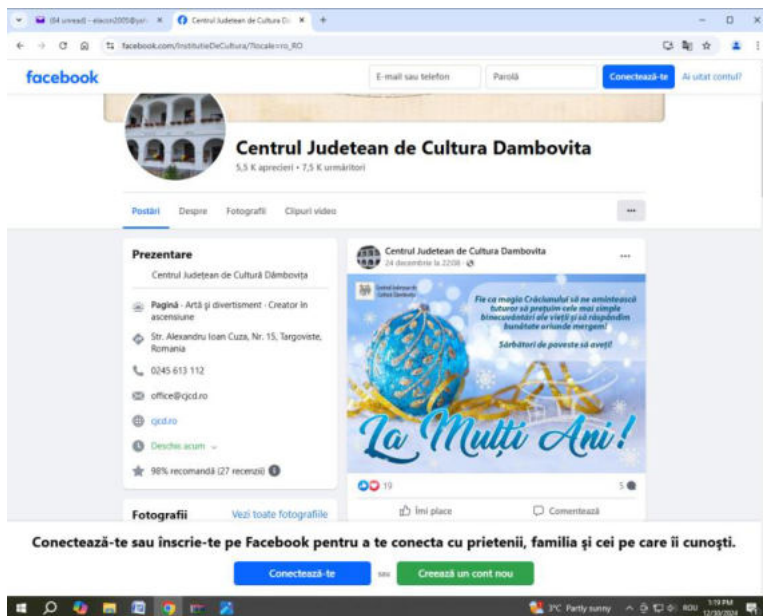 (84 unread) -
Centrul Judetean de Cultura Da
facebook.com/InstitutieDeCultura/?locale=ro_RO
facebook
E-mail sau telefon
Parolă
Conectează-te
Ai uitat contul?
Centrul Judetean de Cultura Dambovita
5,5 K aprecieri • 7,5 K urmăritori
Postări
Despre
Fotografii
Clipuri video
Prezentare
Centrul Județean de Cultură Dâmbovița
Pagină · Artă și divertisment · Creator în
ascensiune
Str. Alexandru Ioan Cuza, Nr. 15, Targoviste,
Romania
0245 613 112
office@cjcd.ro
cjcd.ro
Deschis acum
98% recomandă (27 recenzii)
Fotografii
Vezi toate fotografiile
Centrul Judetean de Cultura Dambovita
24 decembrie la 22:08
Centrul Județean de
Cultură Dâmbovița
Fie ca magia Crăciunului să ne amintească
tuturor să prețuim cele mai simple
binecuvântări ale vieții și să răspândim
bunătate oriunde mergem!
Sărbători de poveste să aveți!
La Mulți Ani!
19
5
Îmi place
Comentează
Conectează-te sau înscrie-te pe Facebook pentru a te conecta cu prietenii, familia și cei pe care îi cunoști.
Conectează-te
sau
Creează un cont nou
3°C Partly sunny
ROU
3:19 PM
12/30/2024